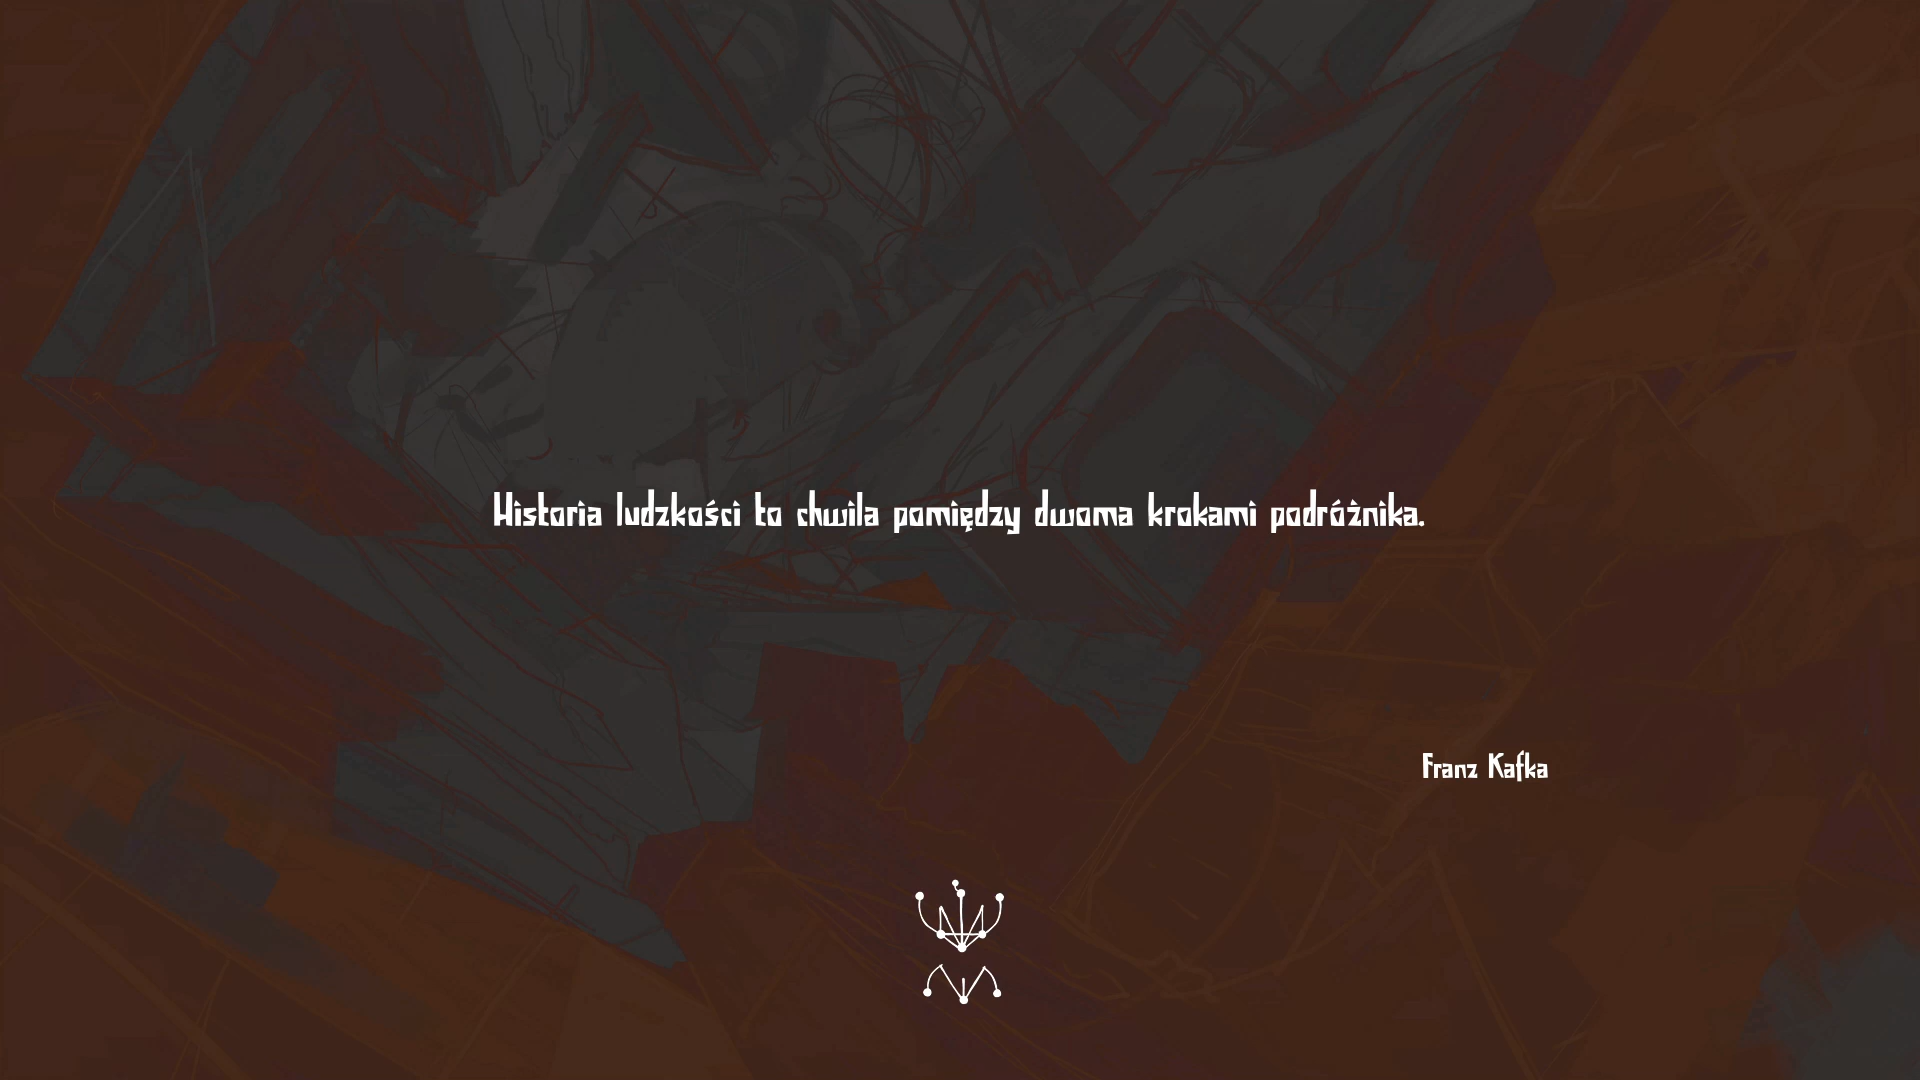 Historia ludzkości to chwila pomiędzy dwoma krokami podróżnika.
Franz Kafka